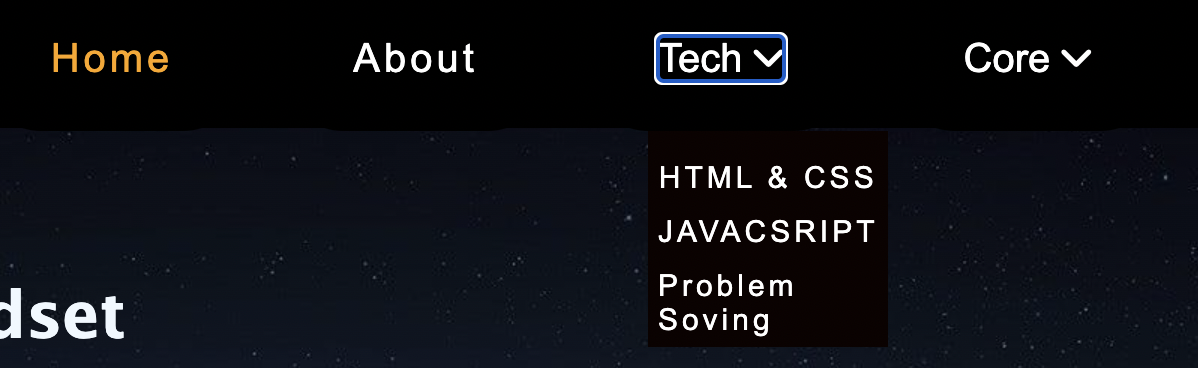 Home
About
Tech
Core
HTML & CSS
JAVACSRIPT
Problem
Soving
dset